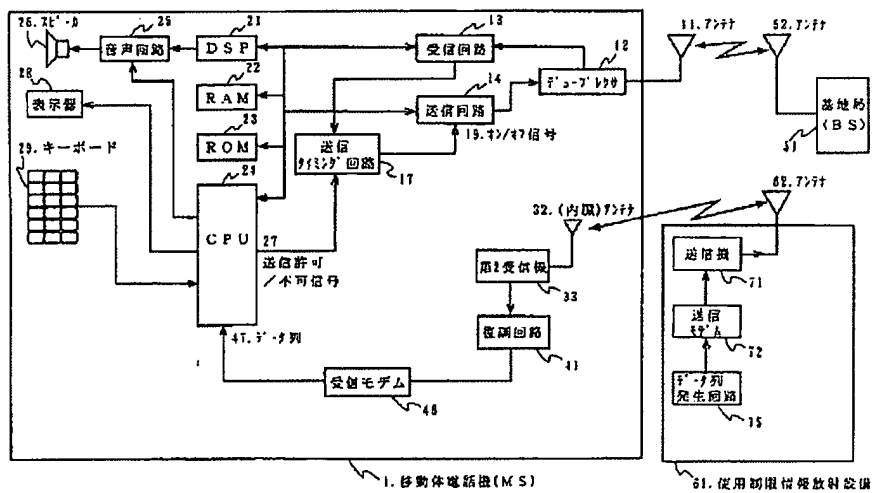 26.スピーカ
25
音声回路
21
DSP
13
受信回路
11.アンテナ
52.アンテナ
12
デュープレクサ
28
表示器
22
RAM
14
送信回路
19.オン/オフ信号
基地局
(BS)
51
29.キーボード
23
ROM
送信
タイミング回路
17
24
CPU
27
送信許可
/不可信号
32.(内蔵)アンテナ
62.アンテナ
第2受信機
33
送信機
71
復調回路
41
送信
モデム
72
47.データ列
受信モデム
46
データ列
発生回路
75
1.移動体電話機(MS)
61.使用制限情報放射設備